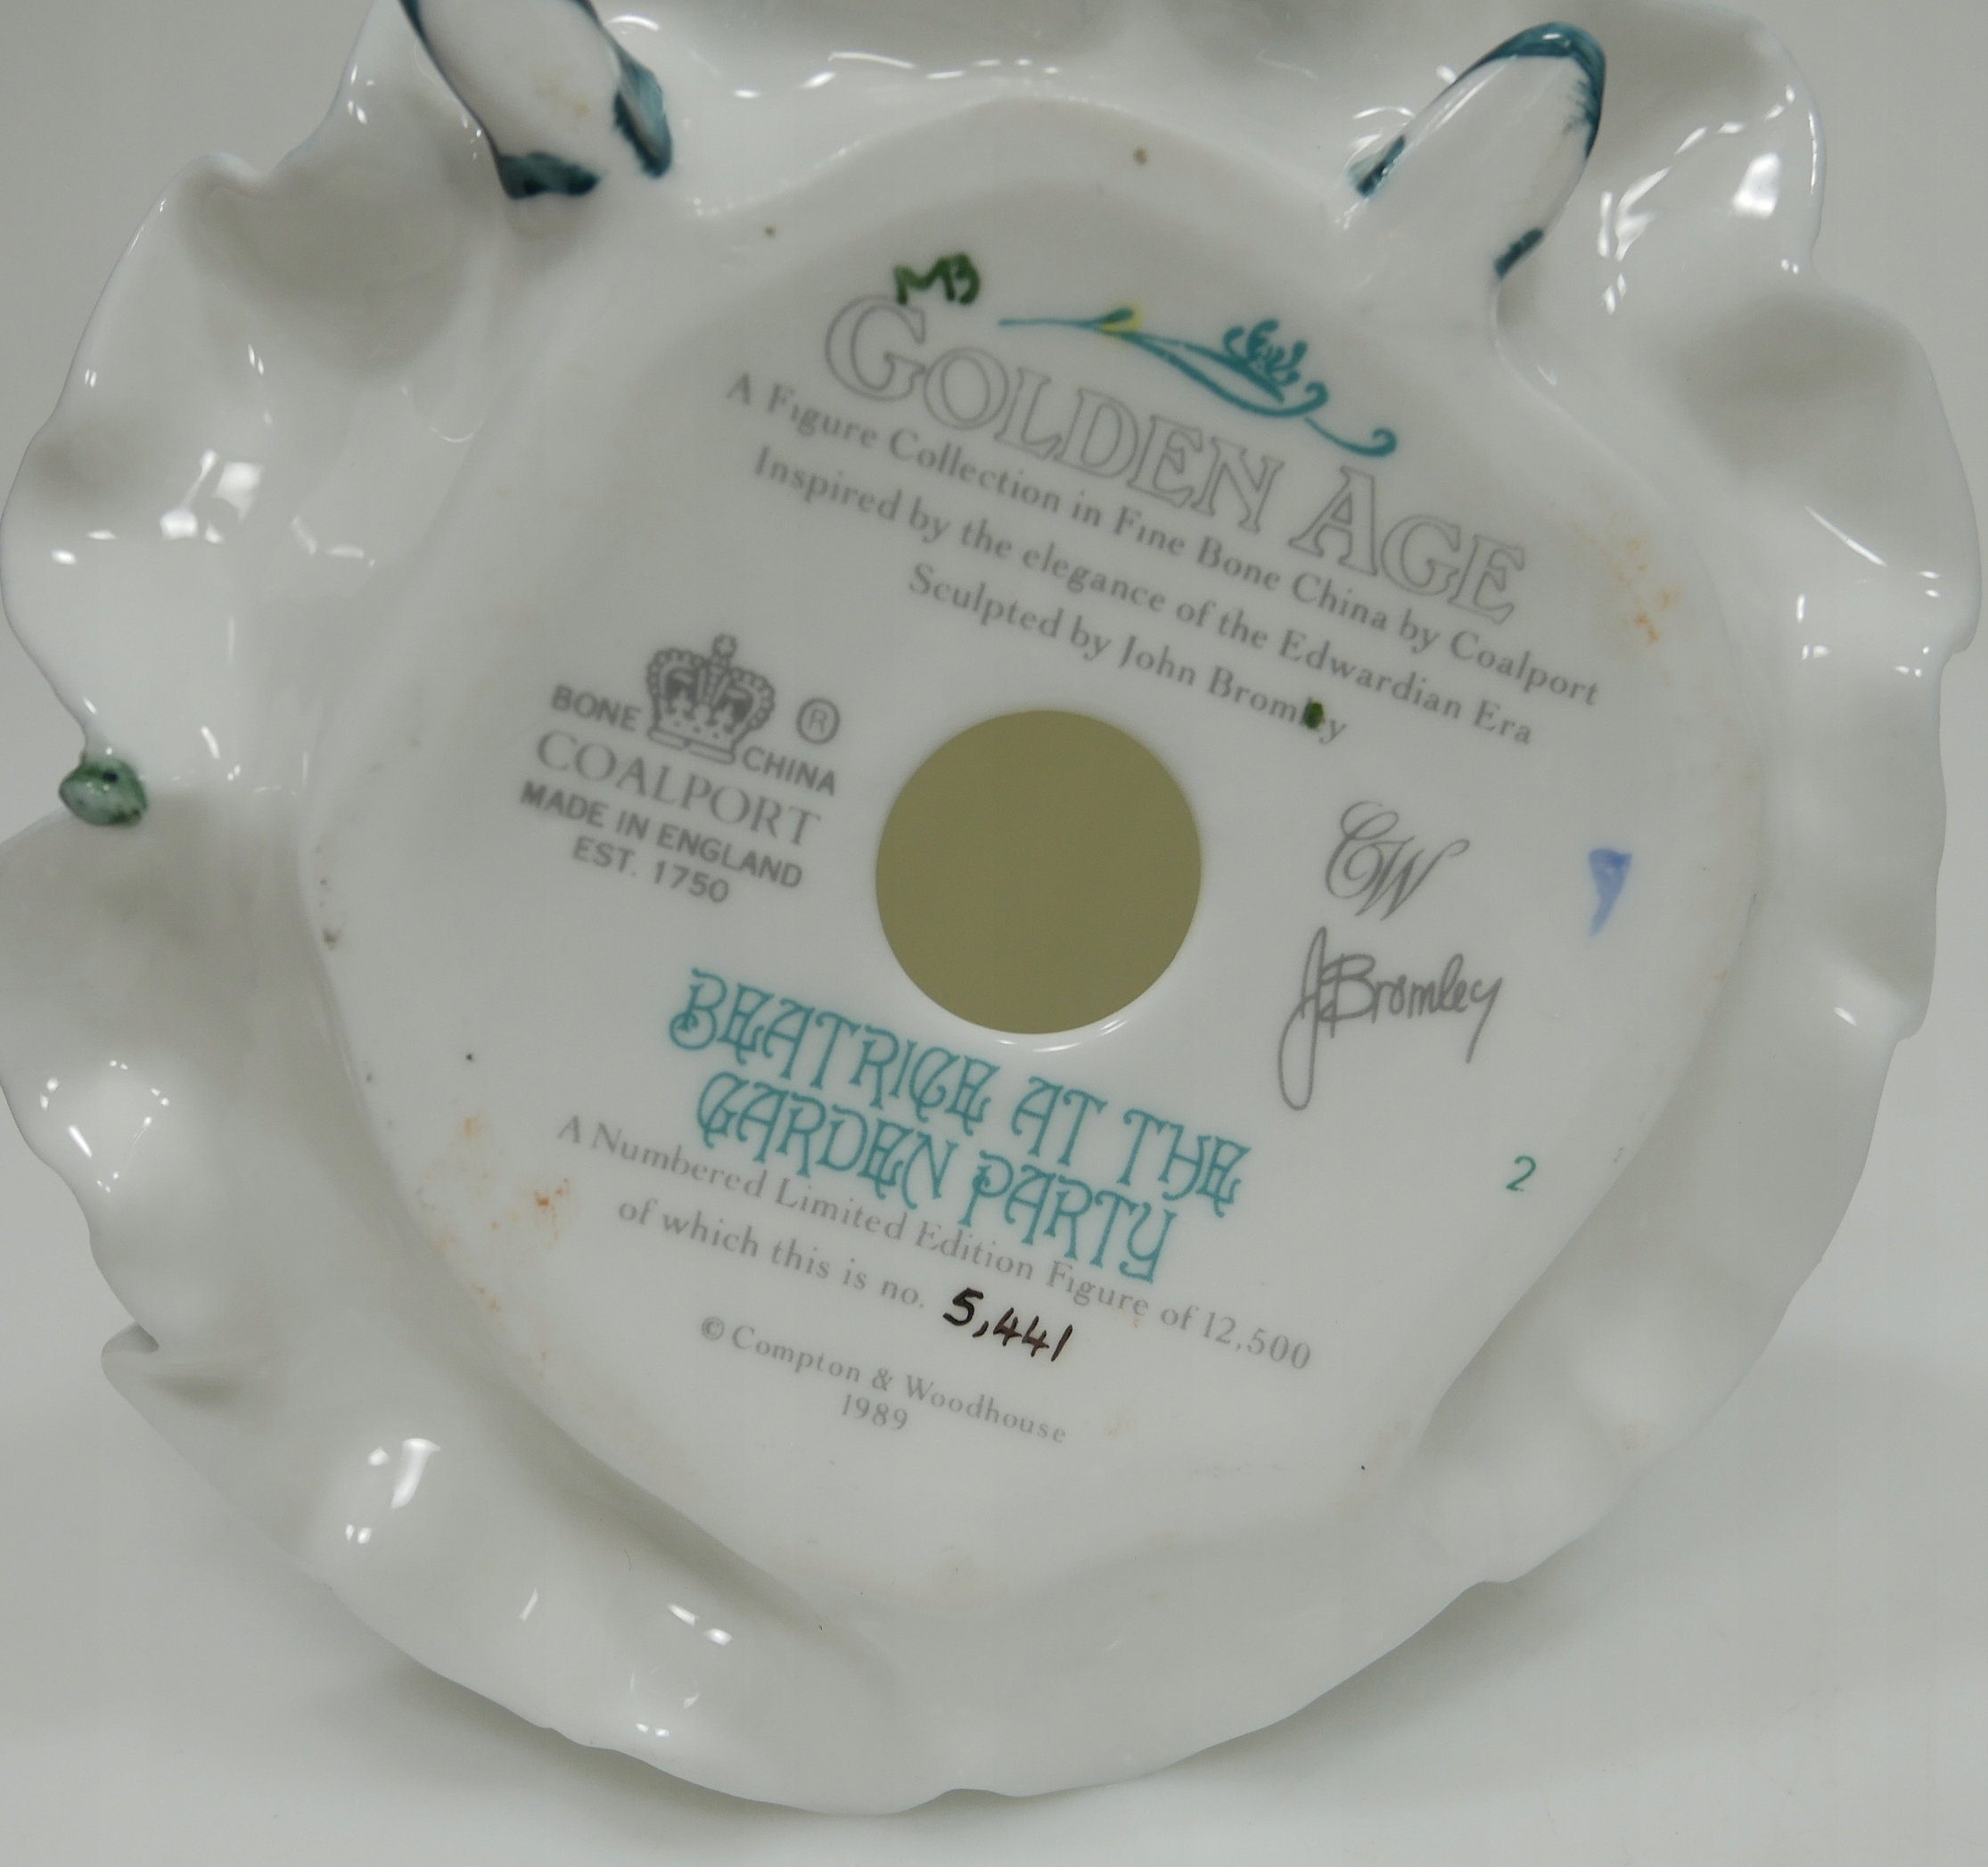 MB
GOLDEN AGE
A Figure Collection in Fine Bone China by Coalport
Inspired by the elegance of the Edwardian Era
Sculpted by John Bromley
BONE CHINA ®
COALPORT
MADE IN ENGLAND
EST. 1750
CW
J Bromley
BEATRICE AT THE
GARDEN PARTY
2
A Numbered Limited Edition Figure of 12,500
of which this is no. 5,441
© Compton & Woodhouse
1989